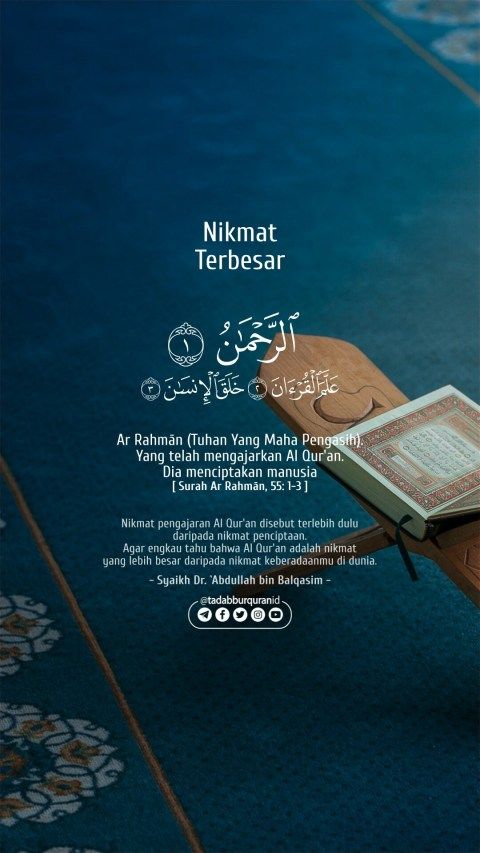 Nikmat
Terbesar
ٱلرَّحْمَـٰنُ ١
عَلَّمَ ٱلْقُرْءَانَ ٢ خَلَقَ ٱلْإِنسَـٰنَ ٣
Ar Rahmān (Tuhan Yang Maha Pengasih).
Yang telah mengajarkan Al Qur'an.
Dia menciptakan manusia
[ Surah Ar Rahmān, 55: 1-3 ]
Nikmat pengajaran Al Qur'an disebut terlebih dulu
daripada nikmat penciptaan.
Agar engkau tahu bahwa Al Qur'an adalah nikmat
yang lebih besar daripada nikmat keberadaanmu di dunia.
- Syaikh Dr. `Abdullah bin Balqasim -
@tadabburquranid